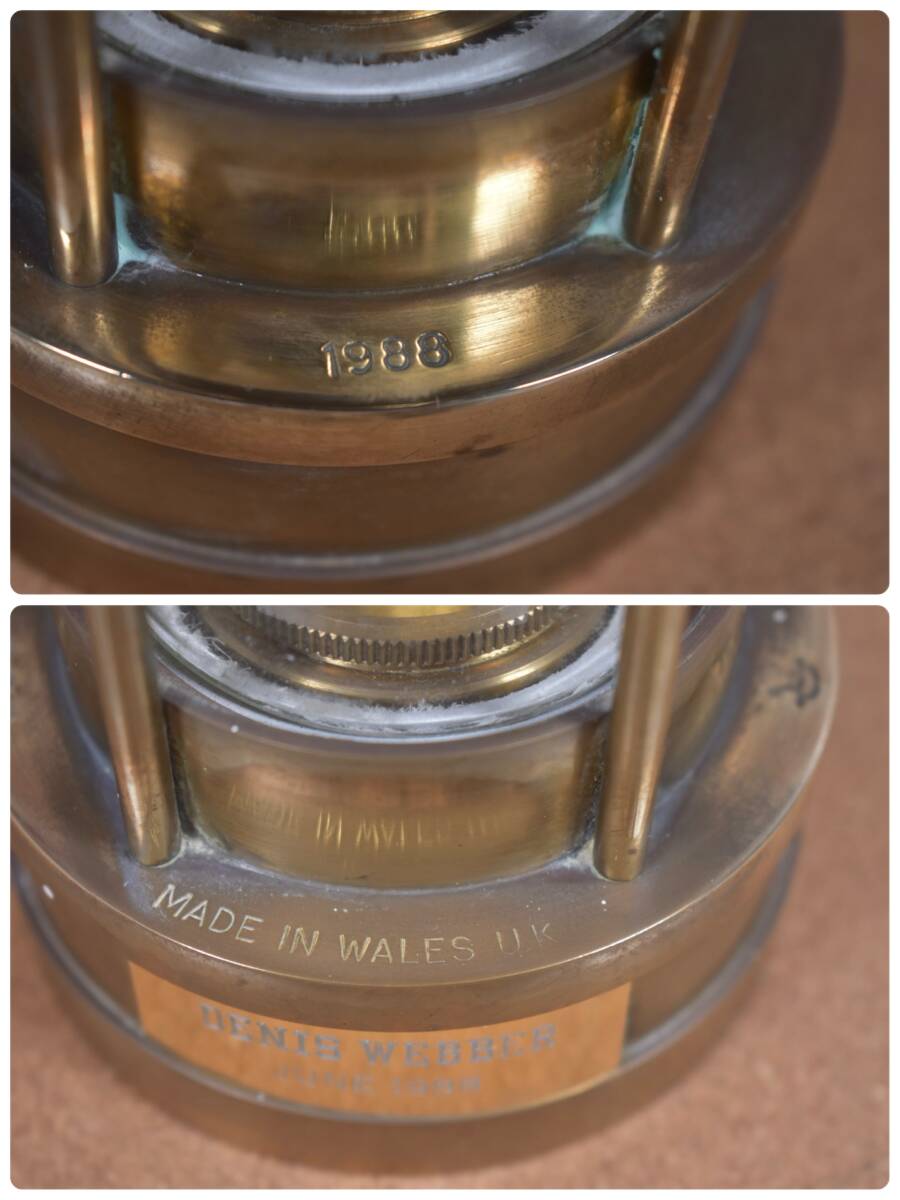 1988
MADE IN WALES U.K
DENIS WEBBER
JUNE 1988